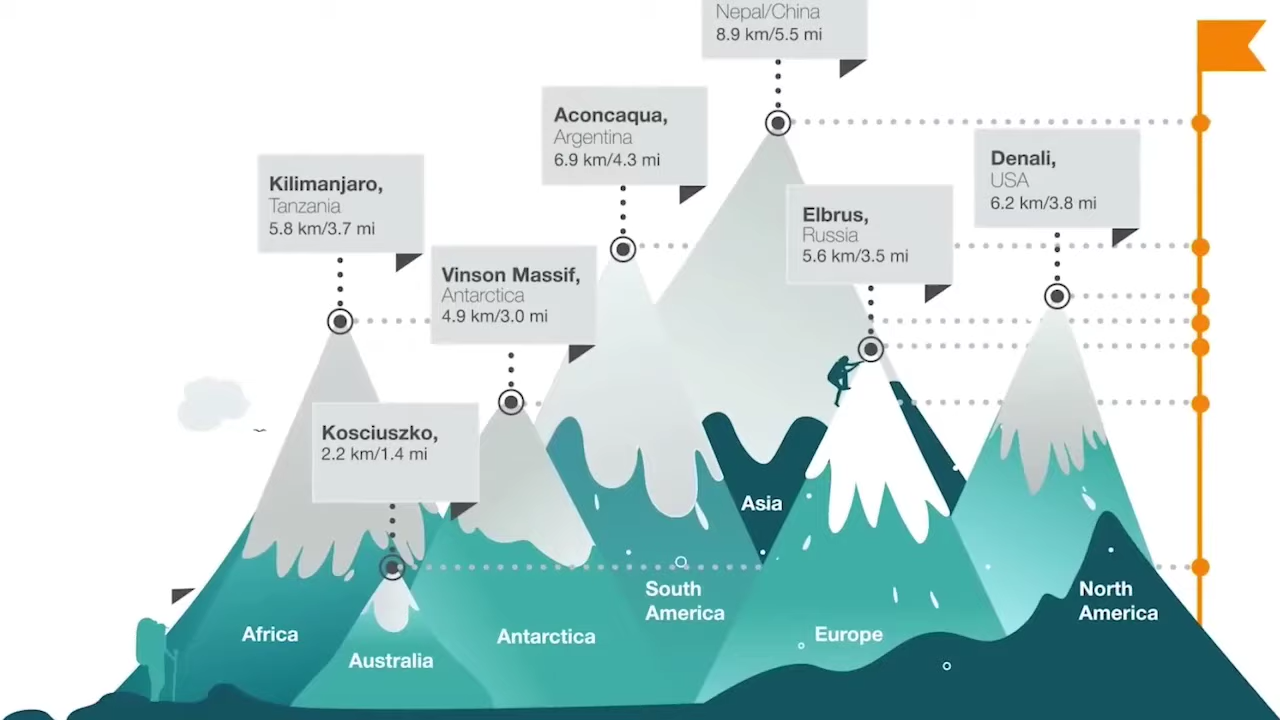 Nepal/China
8.9 km/5.5 mi
Aconcaqua,
Argentina
6.9 km/4.3 mi
Denali,
USA
6.2 km/3.8 mi
Kilimanjaro,
Tanzania
5.8 km/3.7 mi
Elbrus,
Russia
5.6 km/3.5 mi
Vinson Massif,
Antarctica
4.9 km/3.0 mi
Kosciuszko,
2.2 km/1.4 mi
Asia
South
America
North
America
Africa
Antarctica
Europe
Australia